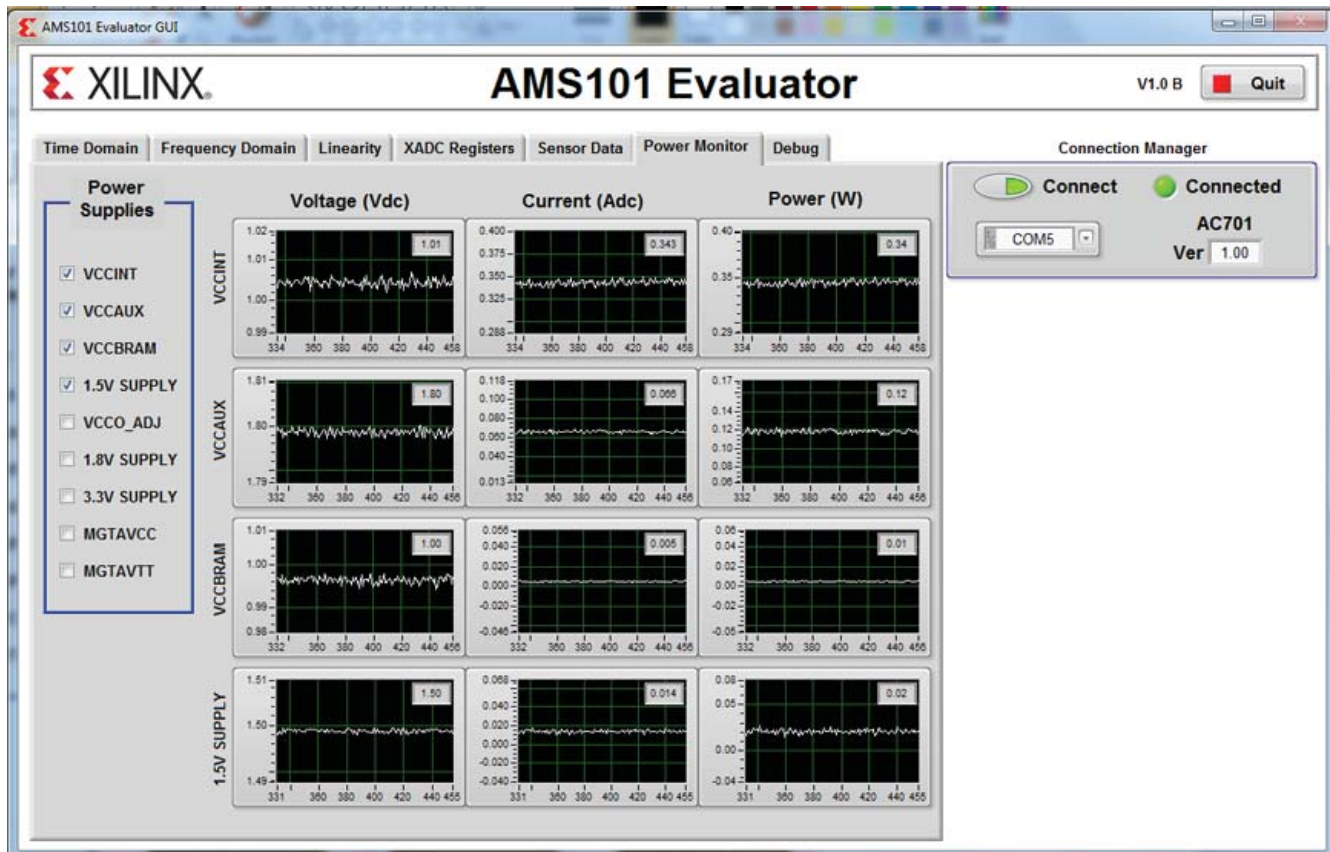 AMS101 Evaluator GUI
XILINX®
AMS101 Evaluator
V1.0 B
Quit
Time Domain
Frequency Domain
Linearity
XADC Registers
Sensor Data
Power Monitor
Debug
Connection Manager
Connect
Connected
COM5
AC701
Ver 1.00
Power
Supplies
VCCINT
VCCAUX
VCCBRAM
1.5V SUPPLY
VCCO_ADJ
1.8V SUPPLY
3.3V SUPPLY
MGTAVCC
MGTAVTT
Voltage (Vdc)
Current (Adc)
Power (W)
VCCINT
1.02
1.01
1.00
0.99
1.01
334 360 380 400 420 440 458
0.400
0.375
0.350
0.325
0.288
0.343
334 360 380 400 420 440 458
0.40
0.35
0.29
0.34
334 360 380 400 420 440 458
VCCAUX
1.81
1.80
1.79
1.80
332 360 380 400 420 440 456
0.118
0.100
0.080
0.060
0.040
0.013
0.066
332 360 380 400 420 440 456
0.17
0.14
0.12
0.10
0.08
0.06
0.12
332 360 380 400 420 440 456
VCCBRAM
1.01
1.00
0.99
0.98
1.00
332 360 380 400 420 440 456
0.056
0.040
0.020
0.000
-0.020
-0.046
0.005
332 360 380 400 420 440 456
0.06
0.04
0.02
0.00
-0.02
-0.05
0.01
332 360 380 400 420 440 456
1.5V SUPPLY
1.51
1.50
1.49
1.50
331 360 380 400 420 440 455
0.068
0.040
0.020
0.000
-0.020
-0.040
0.014
331 360 380 400 420 440 455
0.08
0.05
0.00
-0.04
0.02
331 360 380 400 420 440 455